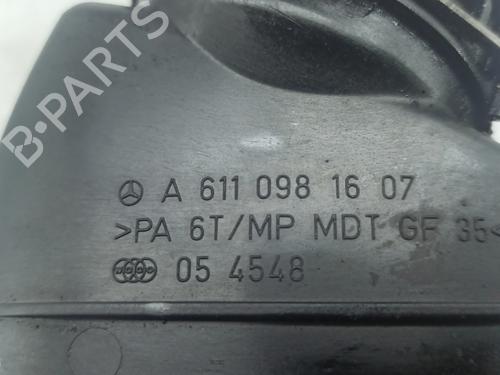 B-PARTS
A 611 098 16 07
>PA 6T/MP MDT GF 35<
05 4548